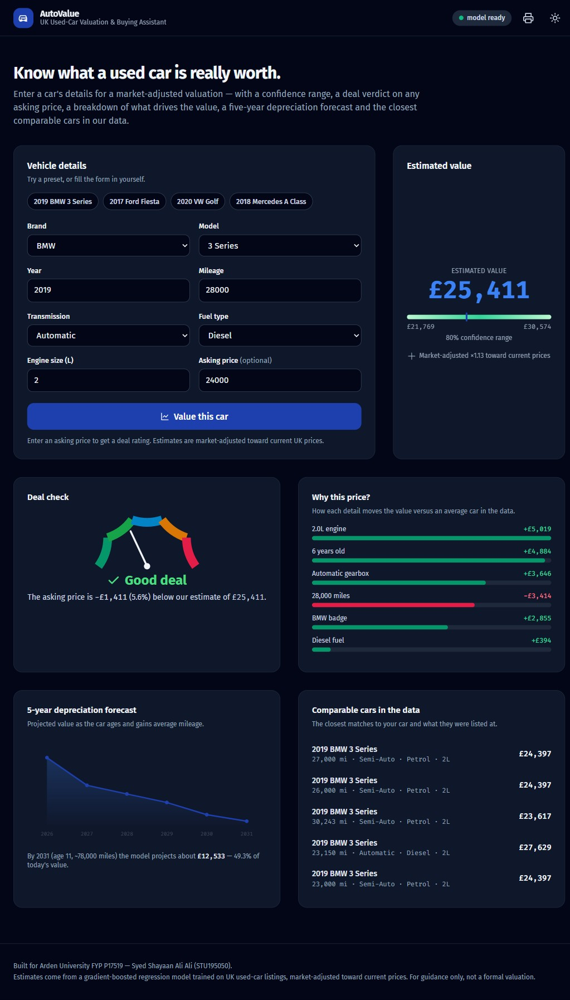 AutoValue
UK Used-Car Valuation & Buying Assistant
model ready
Know what a used car is really worth.
Enter a car's details for a market-adjusted valuation — with a confidence range, a deal verdict on any
asking price, a breakdown of what drives the value, a five-year depreciation forecast and the closest
comparable cars in our data.
Vehicle details
Try a preset, or fill the form in yourself.
2019 BMW 3 Series
2017 Ford Fiesta
2020 VW Golf
2018 Mercedes A Class
Brand
Model
BMW
3 Series
Year
Mileage
2019
28000
Transmission
Fuel type
Automatic
Diesel
Engine size (L)
Asking price (optional)
2
24000
Value this car
Enter an asking price to get a deal rating. Estimates are market-adjusted toward current UK prices.
Estimated value
ESTIMATED VALUE
£25,411
£21,769
£30,574
80% confidence range
Market-adjusted ×1.13 toward current prices
Deal check
Good deal
The asking price is −£1,411 (5.6%) below our estimate of £25,411.
Why this price?
How each detail moves the value versus an average car in the data.
2.0L engine
+£5,019
6 years old
+£4,884
Automatic gearbox
+£3,646
28,000 miles
−£3,414
BMW badge
+£2,855
Diesel fuel
+£394
5-year depreciation forecast
Projected value as the car ages and gains average mileage.
2026
2027
2028
2029
2030
2031
By 2031 (age 11, ~78,000 miles) the model projects about £12,533 — 49.3% of
today's value.
Comparable cars in the data
The closest matches to your car and what they were listed at.
2019 BMW 3 Series
27,000 mi · Semi-Auto · Petrol · 2L
£24,397
2019 BMW 3 Series
26,000 mi · Semi-Auto · Petrol · 2L
£24,397
2019 BMW 3 Series
30,243 mi · Semi-Auto · Petrol · 2L
£23,617
2019 BMW 3 Series
23,150 mi · Automatic · Diesel · 2L
£27,629
2019 BMW 3 Series
23,000 mi · Semi-Auto · Petrol · 2L
£24,397
Built for Arden University FYP P17519 — Syed Shayaan Ali Ali (STU195050).
Estimates come from a gradient-boosted regression model trained on UK used-car listings, market-adjusted toward current prices. For guidance only, not a formal valuation.